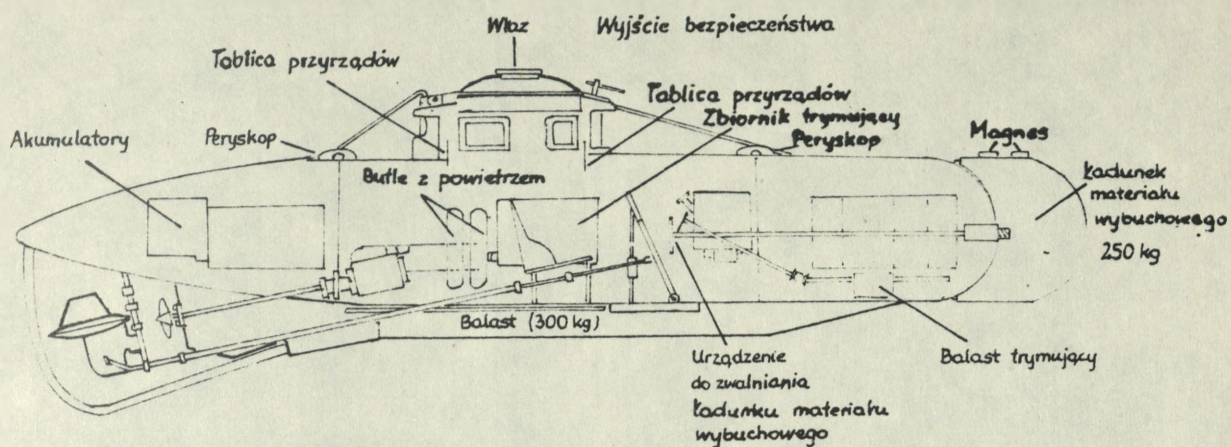 Właz
Wyjście bezpieczeństwa
Tablica przyrządów
Tablica przyrządów
Zbiornik trymujący
Peryskop
Magnes
Akumulatory
Peryskop
Butle z powietrzem
Ładunek
materiału
wybuchowego
250 kg
Balast (300 kg)
Urządzenie
do zwalniania
Ładunku materiału
wybuchowego
Balast trymujący